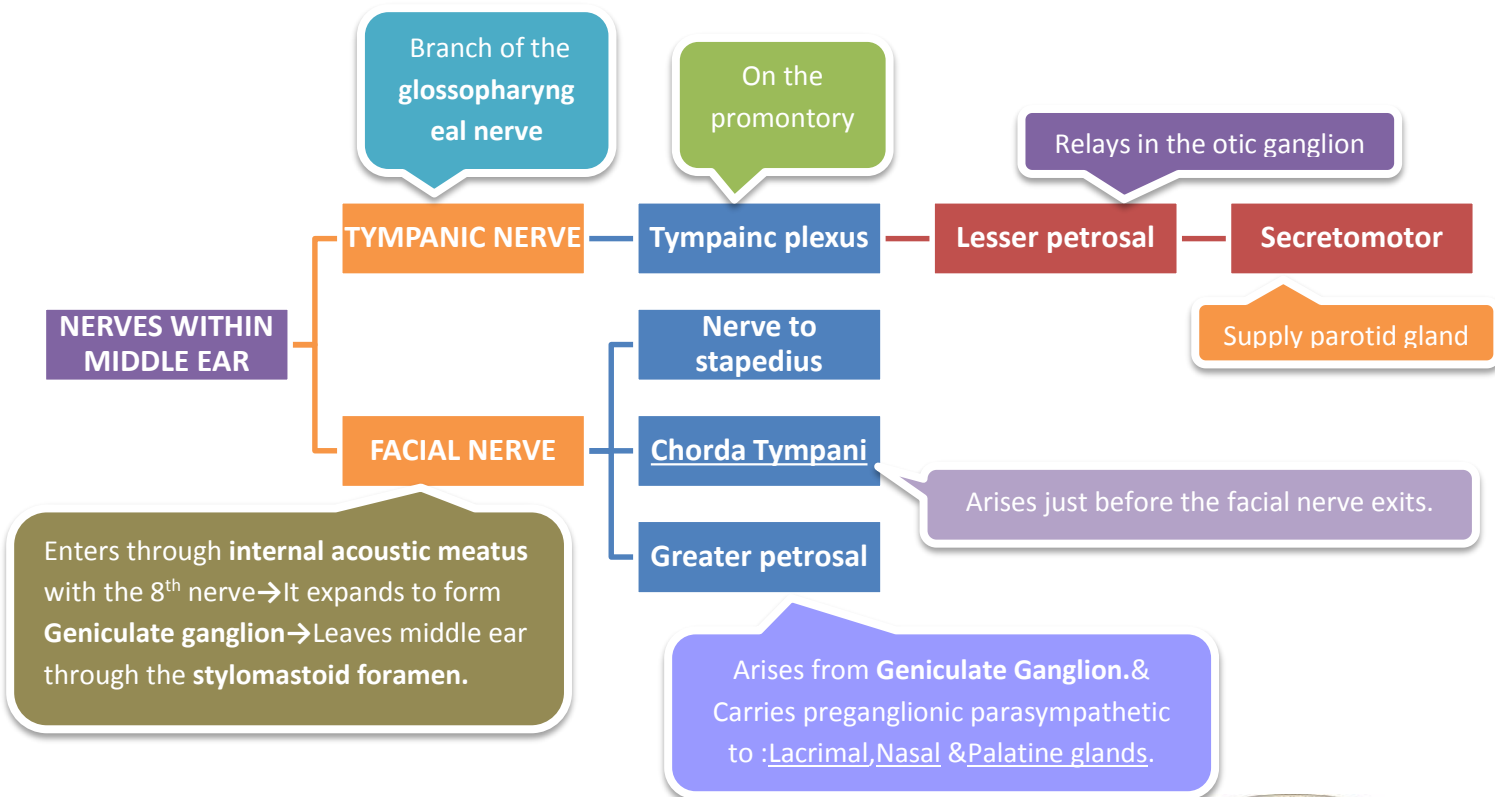 Branch of the
glossopharyng
eal nerve
On the
promontory
Relays in the otic ganglion
TYMPANIC NERVE
Tympainc plexus
Lesser petrosal
Secretomotor
Supply parotid gland
NERVES WITHIN
MIDDLE EAR
Nerve to
stapedius
FACIAL NERVE
Chorda Tympani
Arises just before the facial nerve exits.
Greater petrosal
Enters through internal acoustic meatus
with the 8th nerve→It expands to form
Geniculate ganglion→Leaves middle ear
through the stylomastoid foramen.
Arises from Geniculate Ganglion.&
Carries preganglionic parasympathetic
to :Lacrimal,Nasal &Palatine glands.